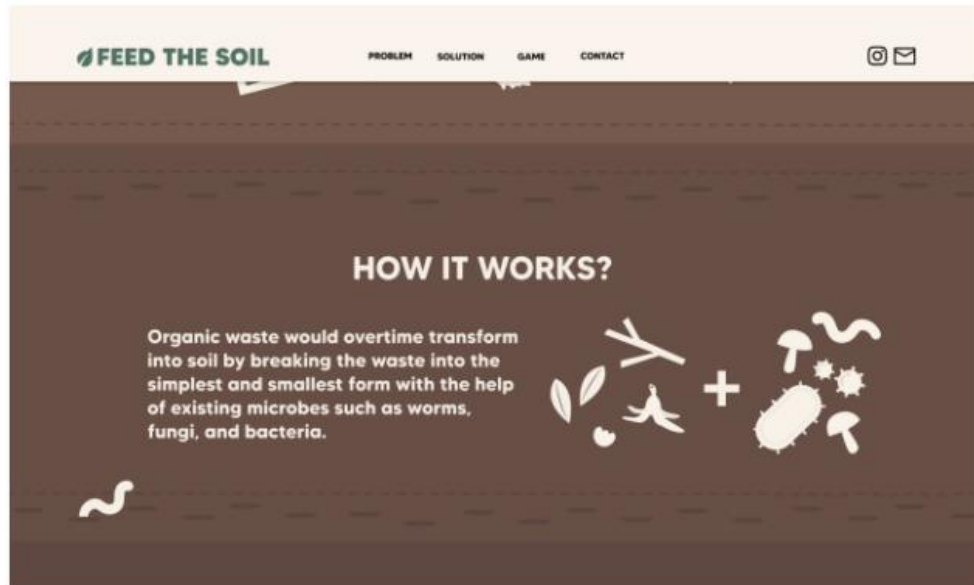 FEED THE SOIL
PROBLEM SOLUTION GAME CONTACT
HOW IT WORKS?
Organic waste would overtime transform
into soil by breaking the waste into the
simplest and smallest form with the help
of existing microbes such as worms,
fungi, and bacteria.